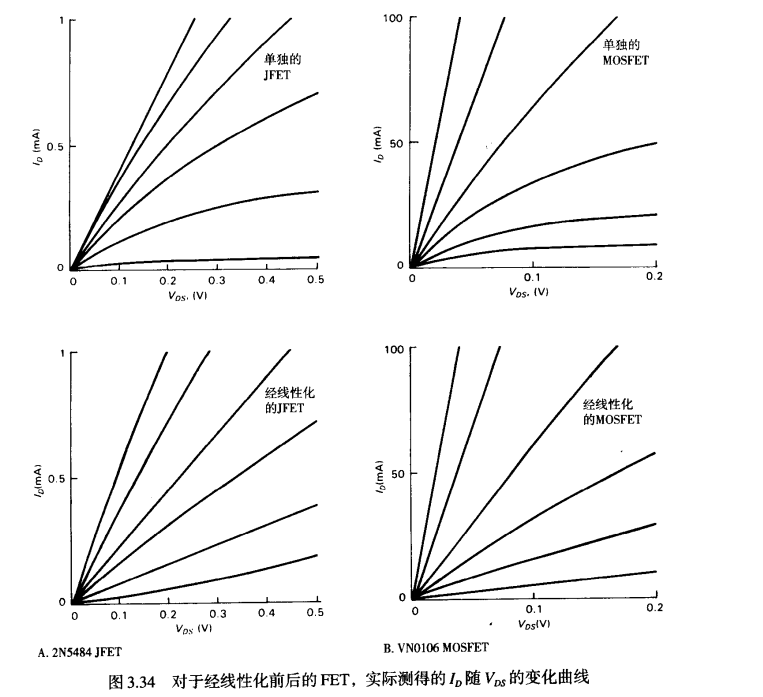 1
0.5
0
I_D (mA)
单独的
JFET
0 0.1 0.2 0.3 0.4 0.5
V_DS, (V)
100
50
0
I_D (mA)
单独的
MOSFET
0 0.1 0.2
V_DS, (V)
1
0.5
0
I_D(mA)
经线性化
的JFET
0 0.1 0.2 0.3 0.4 0.5
V_DS (V)
100
50
0
I_D(mA)
经线性化
的MOSFET
0 0.1 0.2
V_DS(V)
A. 2N5484 JFET
B. VN0106 MOSFET
图 3.34 对于经线性化前后的 FET，实际测得的 I_D 随 V_DS 的变化曲线